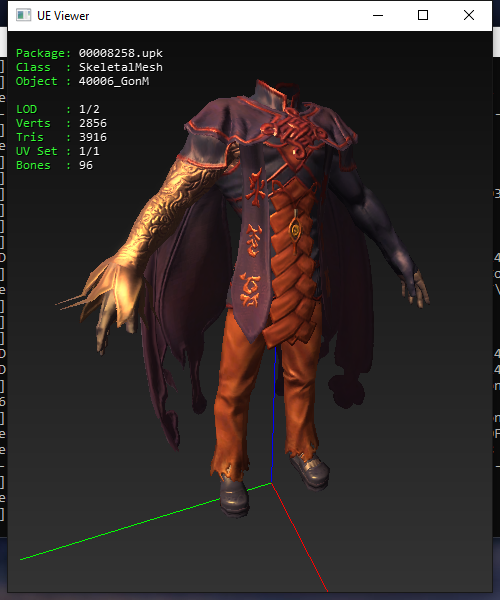 UE Viewer
Package: 00008258.upk
Class : SkeletalMesh
Object : 40006_GonM
LOD : 1/2
Verts : 2856
Tris : 3916
UV Set : 1/1
Bones : 96